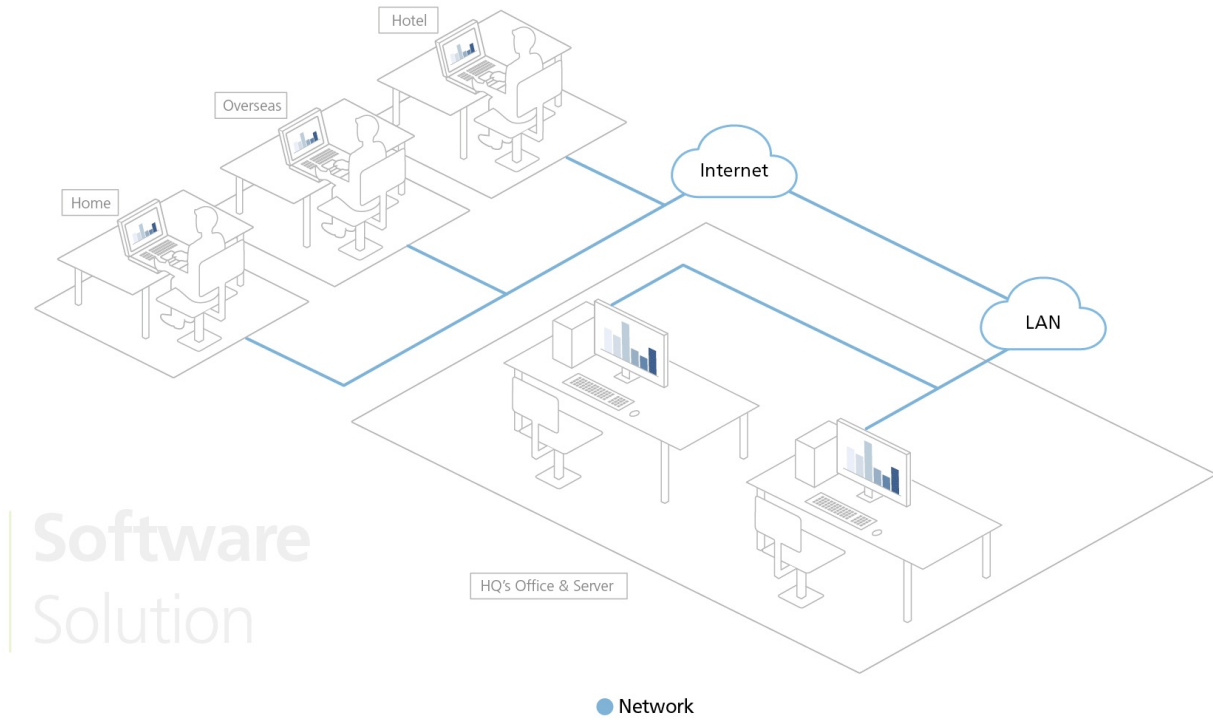 Hotel
Overseas
Home
Internet
LAN
HQ's Office & Server
Software
Solution
Network